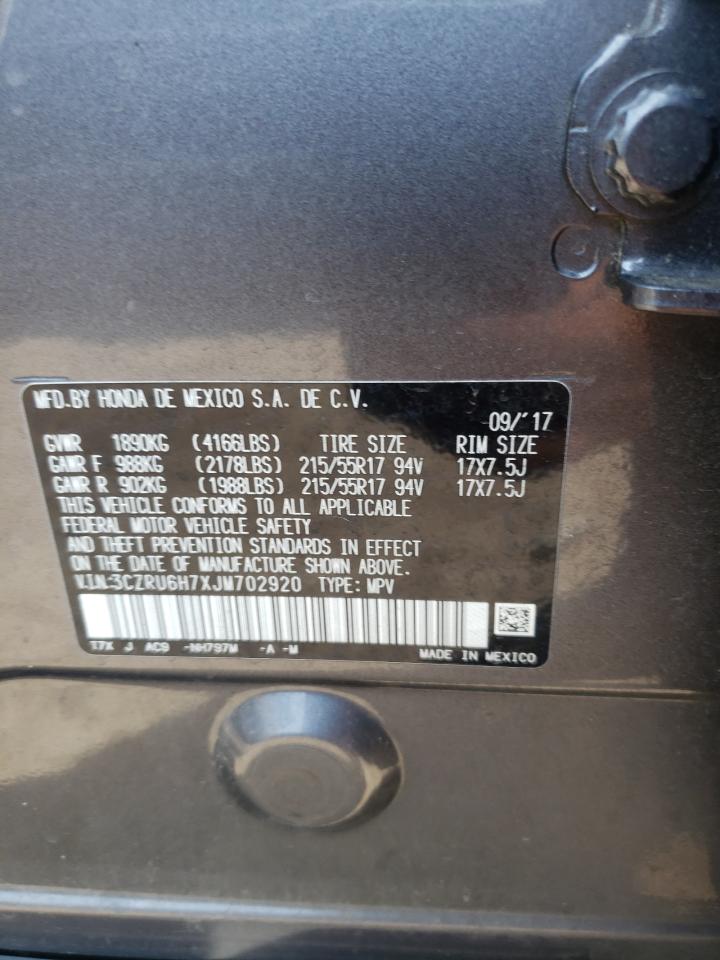 MFD.BY HONDA DE MEXICO S.A. DE C.V.
09/'17
GVWR 1890KG (4166LBS) TIRE SIZE RIM SIZE
GAWR F 988KG (2178LBS) 215/55R17 94V 17X7.5J
GAWR R 902KG (1988LBS) 215/55R17 94V 17X7.5J
THIS VEHICLE CONFORMS TO ALL APPLICABLE
FEDERAL MOTOR VEHICLE SAFETY
AND THEFT PREVENTION STANDARDS IN EFFECT
ON THE DATE OF MANUFACTURE SHOWN ABOVE.
V.I.N:3CZRU6H7XJM702920 TYPE: MPV
T7X J AC9 -NH797M -A -M
MADE IN MEXICO